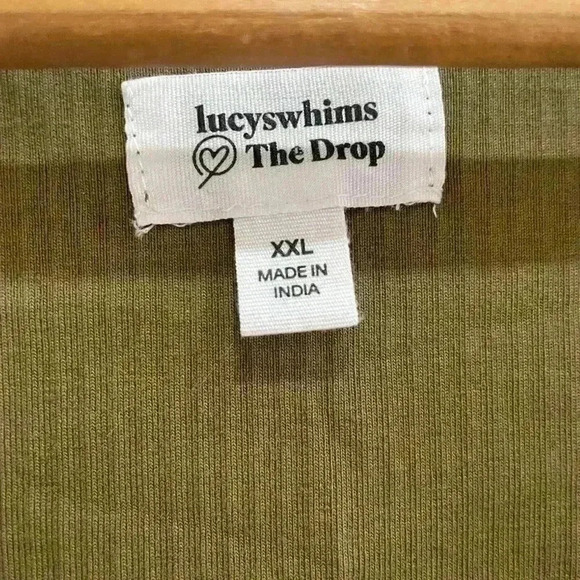 lucyswhims
The Drop
XXL
MADE IN
INDIA